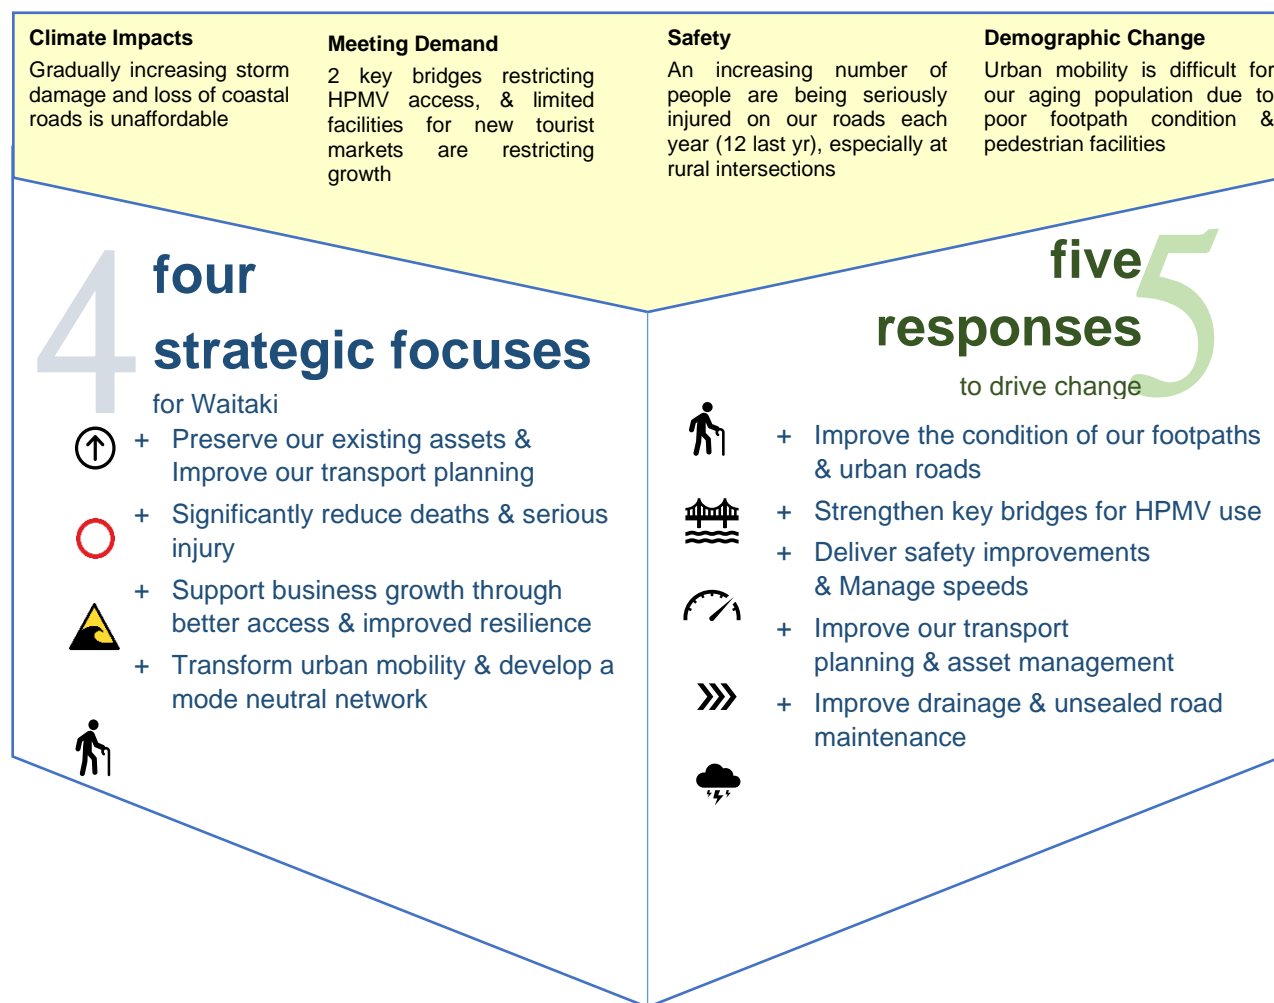 Climate Impacts
Gradually increasing storm
damage and loss of coastal
roads is unaffordable
Meeting Demand
2 key bridges restricting
HPMV access, & limited
facilities for new tourist
markets are restricting
growth
Safety
An increasing number of
people are being seriously
injured on our roads each
year (12 last yr), especially at
rural intersections
Demographic Change
Urban mobility is difficult for
our aging population due to
poor footpath condition &
pedestrian facilities
4
four
strategic focuses
for Waitaki
+ Preserve our existing assets &
Improve our transport planning
+ Significantly reduce deaths & serious
injury
+ Support business growth through
better access & improved resilience
+ Transform urban mobility & develop a
mode neutral network
five
5
responses
to drive change
+ Improve the condition of our footpaths
& urban roads
+ Strengthen key bridges for HPMV use
+ Deliver safety improvements
& Manage speeds
+ Improve our transport
planning & asset management
+ Improve drainage & unsealed road
maintenance